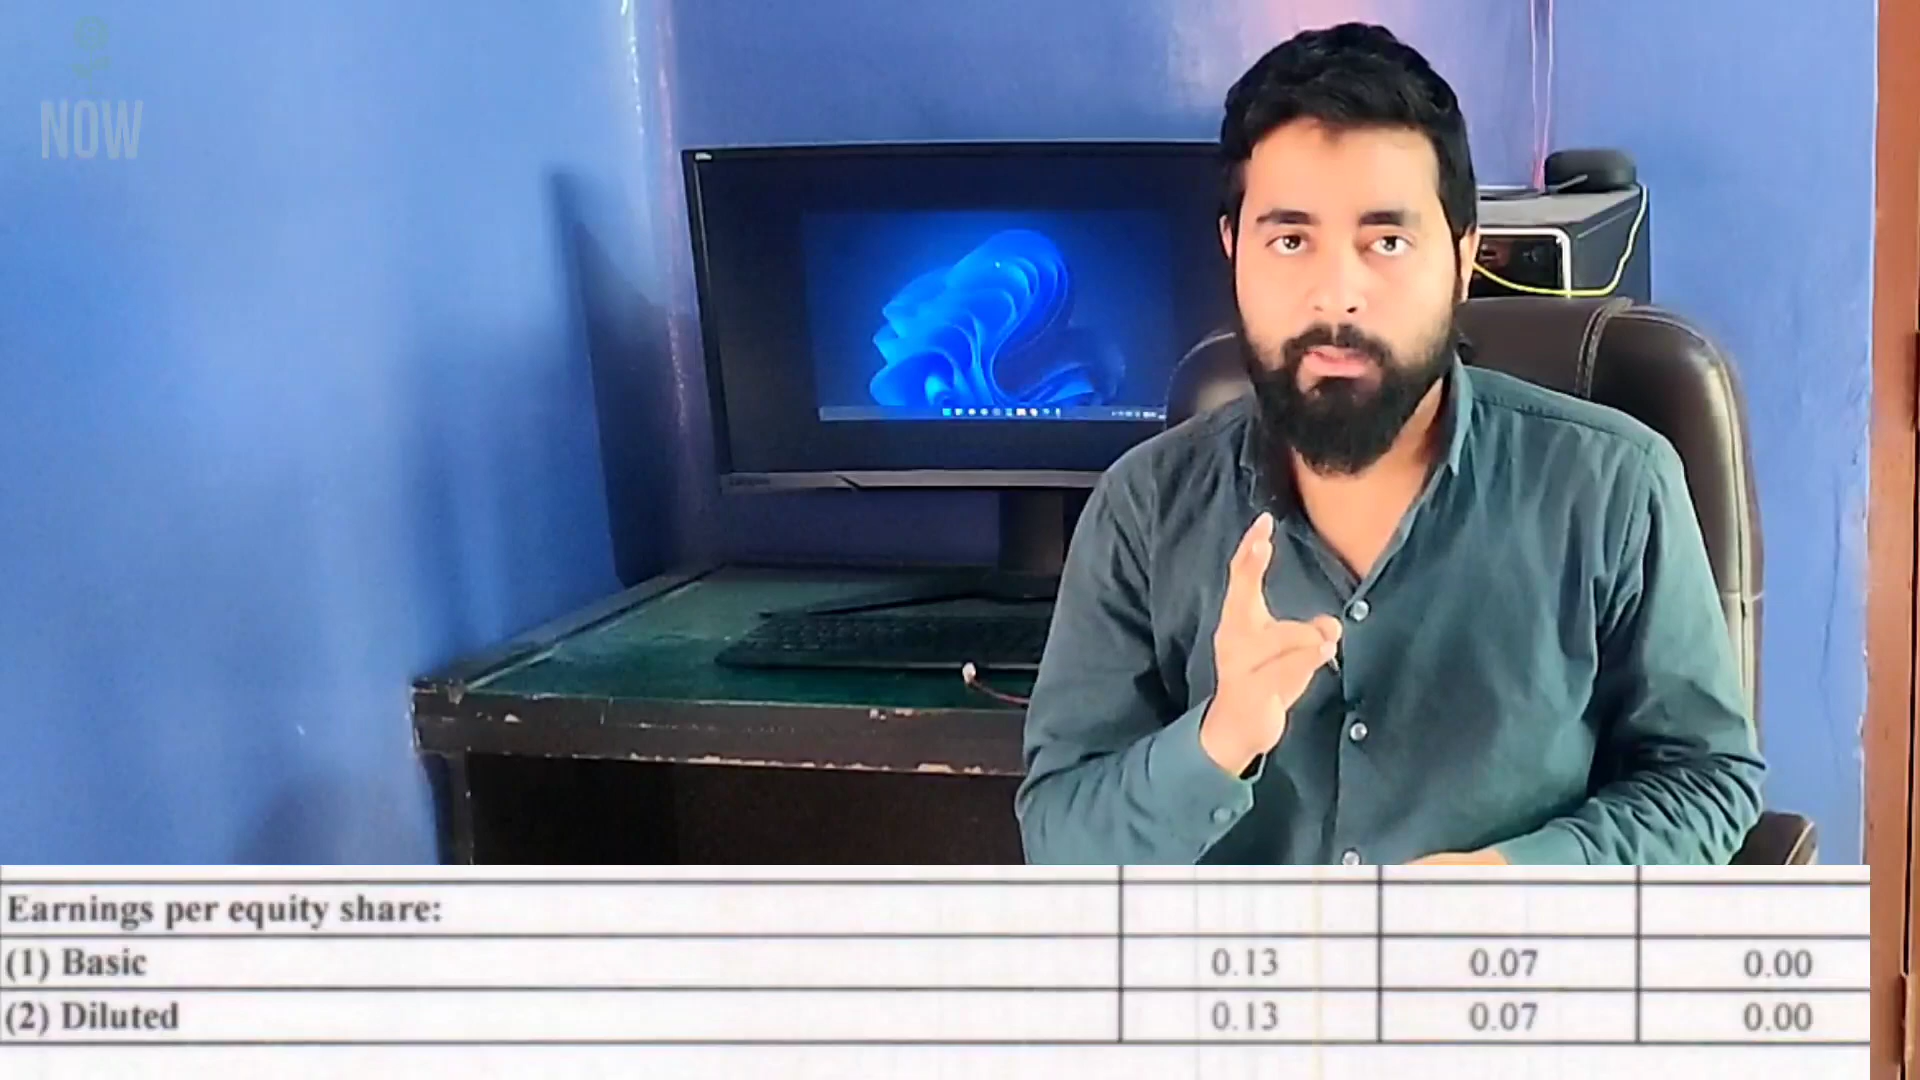 NOW
Earnings per equity share:
(1) Basic 0.13 0.07 0.00
(2) Diluted 0.13 0.07 0.00